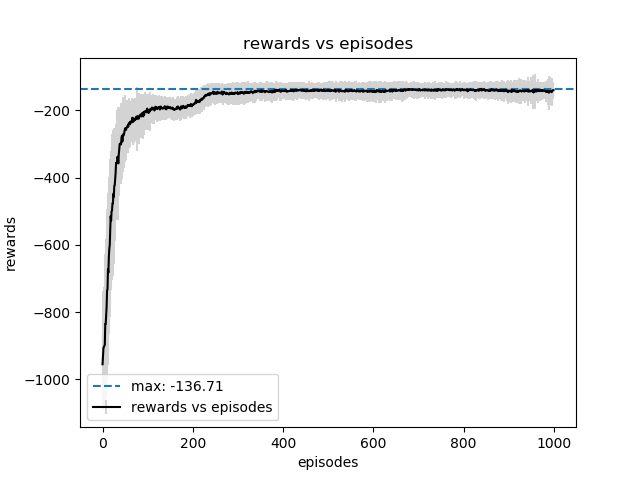 rewards vs episodes
rewards
−200
−400
−600
−800
−1000
max: -136.71
rewards vs episodes
0
200
400
600
800
1000
episodes